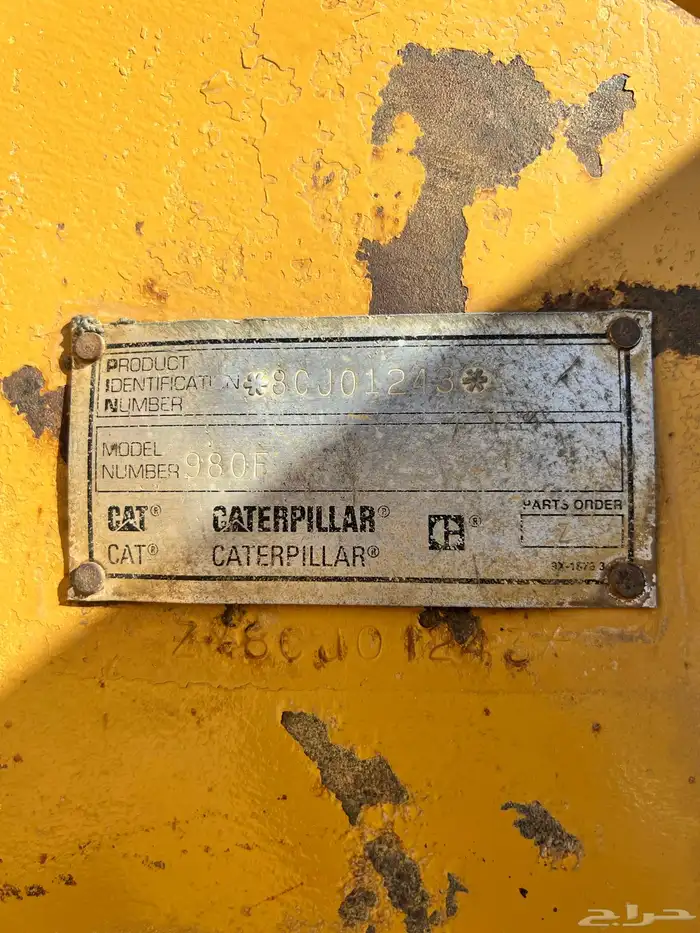 PRODUCT
IDENTIFICATION *8CJ01243*
NUMBER
MODEL
NUMBER 980F
CAT® CATERPILLAR®
CAT® CATERPILLAR®
PARTS ORDER
Z
8CJ01243
حراج